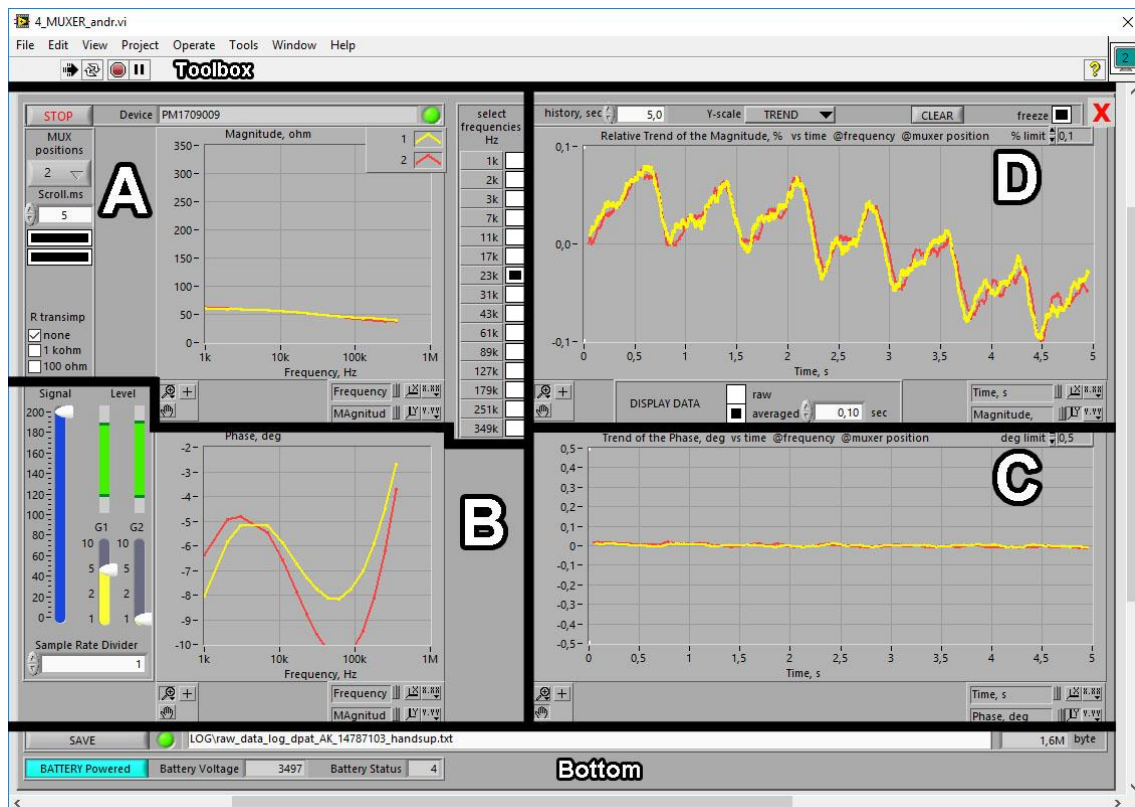 4_MUXER_andr.vi
File Edit View Project Operate Tools Window Help
Toolbox
2
STOP
Device PM1709009
MUX
positions
2
Scroll.ms
5
R transimp
none
1 kohm
100 ohm
A
Magnitude, ohm
1
2
350
300
250
200
150
100
50
0
1k 10k 100k 1M
Frequency, Hz
Frequency
MAgnitud
select
frequencies
Hz
1k
2k
3k
7k
11k
17k
23k
31k
43k
61k
89k
127k
179k
251k
349k
history, sec 5,0 Y-scale TREND CLEAR freeze X
Relative Trend of the Magnitude, % vs time @frequency @muxer position % limit 0,1
D
0,1
0,0
-0,1
0 0,5 1 1,5 2 2,5 3 3,5 4 4,5 5
Time, s
DISPLAY DATA
raw
averaged 0,10 sec
Time, s
Magnitude,
Signal Level
200
180
160
140
120
100
80
60
40
20
0
G1 G2
10 10
5 5
2 2
1 1
Sample Rate Divider
1
Phase, deg
B
-2
-3
-4
-5
-6
-7
-8
-9
-10
1k 10k 100k 1M
Frequency, Hz
Frequency
MAgnitud
Trend of the Phase, deg vs time @frequency @muxer position deg limit 0,5
C
0,5
0,4
0,3
0,2
0,1
0
-0,1
-0,2
-0,3
-0,4
-0,5
0 0,5 1 1,5 2 2,5 3 3,5 4 4,5 5
Time, s
Time, s
Phase, deg
SAVE LOG\raw_data_log_dpat_AK_14787103_handsup.txt 1,6M byte
BATTERY Powered Battery Voltage 3497 Battery Status 4
Bottom